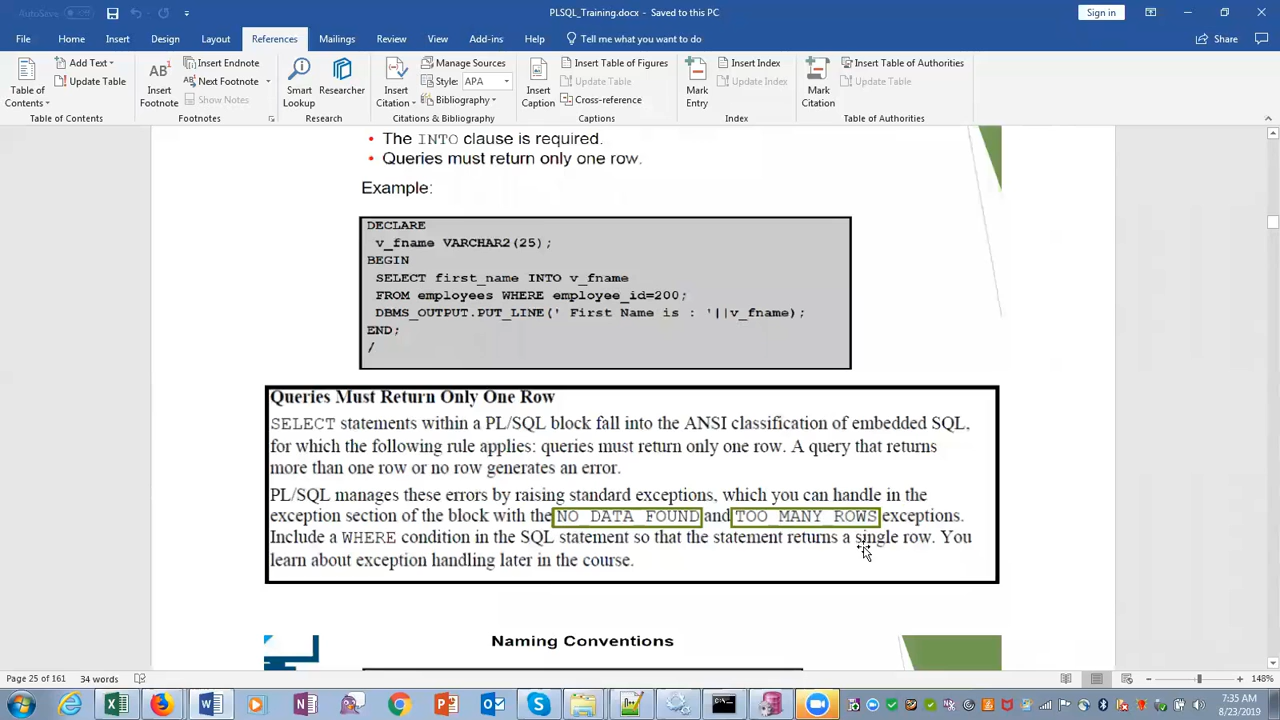 AutoSave
PLSQL_Training.docx - Saved to this PC
Sign in
File Home Insert Design Layout References Mailings Review View Add-ins Help Tell me what you want to do Share
Table of Contents
Add Text
Update Table
Table of Contents
AB1
Insert Footnote
Insert Endnote
Next Footnote
Show Notes
Footnotes
Smart Lookup
Researcher
Research
Insert Citation
Manage Sources
Style: APA
Bibliography
Citations & Bibliography
Insert Caption
Insert Table of Figures
Update Table
Cross-reference
Captions
Mark Entry
Insert Index
Update Index
Index
Mark Citation
Insert Table of Authorities
Update Table
Table of Authorities
• The INTO clause is required.
• Queries must return only one row.
Example:
DECLARE
v_fname VARCHAR2(25);
BEGIN
SELECT first_name INTO v_fname
FROM employees WHERE employee_id=200;
DBMS_OUTPUT.PUT_LINE(' First Name is : '||v_fname);
END;
/
Queries Must Return Only One Row
SELECT statements within a PL/SQL block fall into the ANSI classification of embedded SQL,
for which the following rule applies: queries must return only one row. A query that returns
more than one row or no row generates an error.
PL/SQL manages these errors by raising standard exceptions, which you can handle in the
exception section of the block with the NO_DATA_FOUND and TOO_MANY_ROWS exceptions.
Include a WHERE condition in the SQL statement so that the statement returns a single row. You
learn about exception handling later in the course.
Naming Conventions
Page 25 of 161 34 words
148%
7:35 AM
8/23/2019